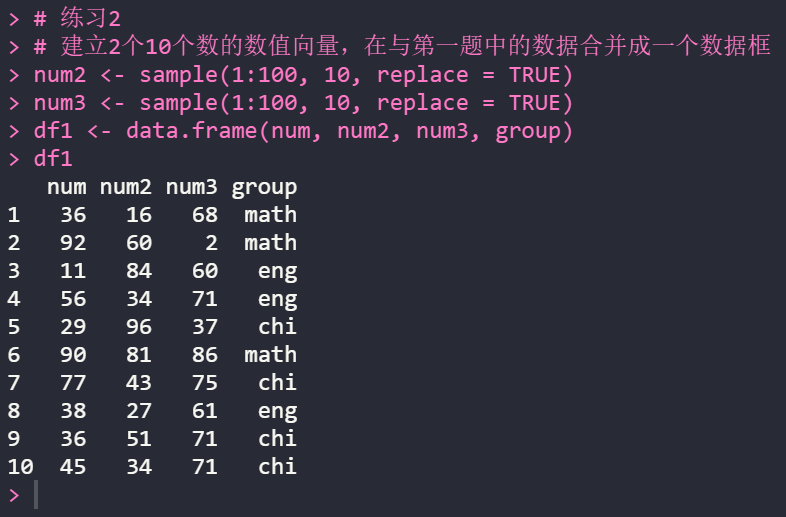 > # 练习2
> # 建立2个10个数的数值向量，在与第一题中的数据合并成一个数据框
> num2 <- sample(1:100, 10, replace = TRUE)
> num3 <- sample(1:100, 10, replace = TRUE)
> df1 <- data.frame(num, num2, num3, group)
> df1
   num num2 num3 group
1   36   16   68  math
2   92   60    2  math
3   11   84   60   eng
4   56   34   71   eng
5   29   96   37   chi
6   90   81   86  math
7   77   43   75   chi
8   38   27   61   eng
9   36   51   71   chi
10  45   34   71   chi
>